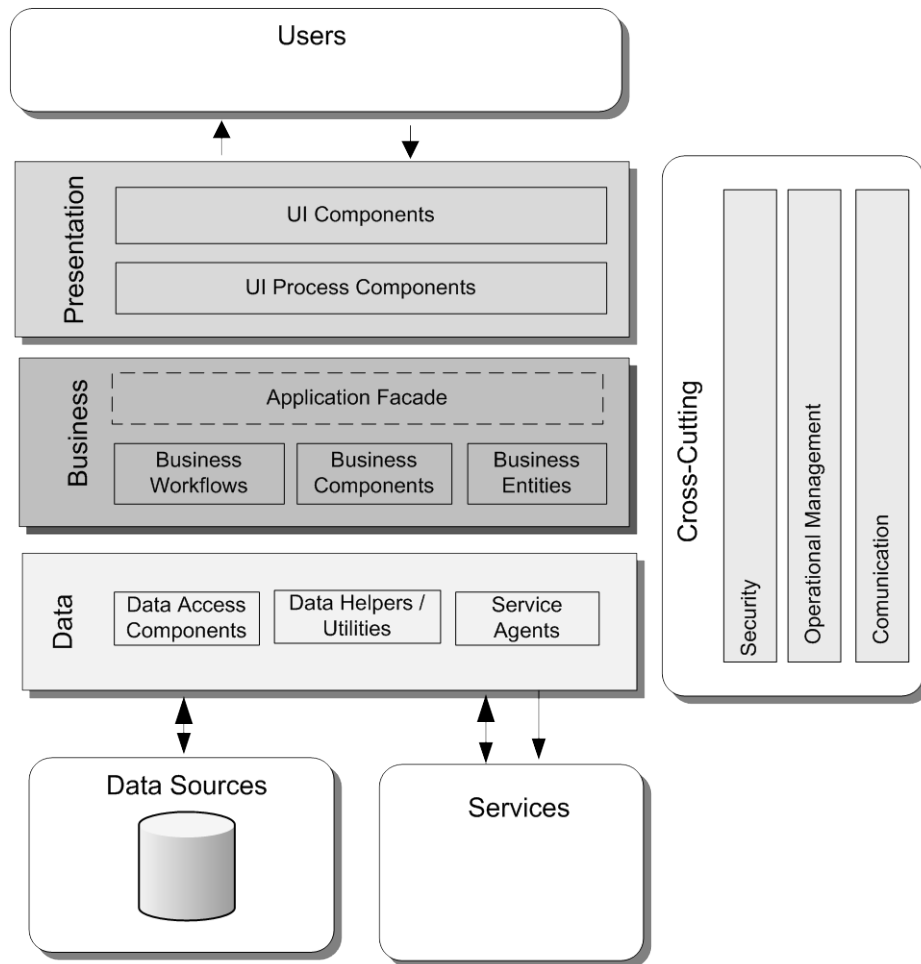 Users
Presentation
UI Components
UI Process Components
Business
Application Facade
Business
Workflows
Business
Components
Business
Entities
Data
Data Access
Components
Data Helpers /
Utilities
Service
Agents
Cross-Cutting
Security
Operational Management
Comunication
Data Sources
Services